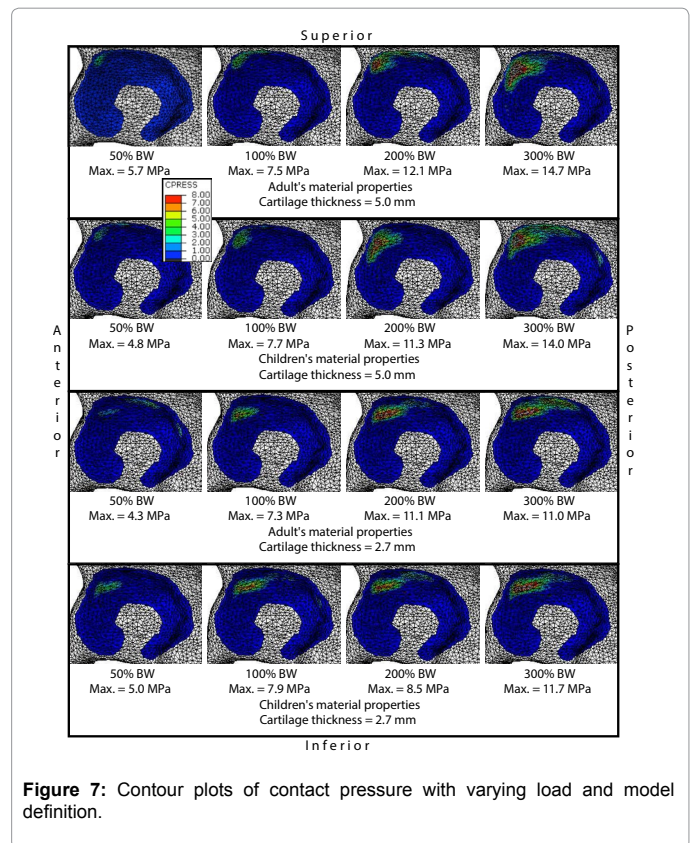 Superior
50% BW 100% BW 200% BW 300% BW
Max. = 5.7 MPa Max. = 7.5 MPa Max. = 12.1 MPa Max. = 14.7 MPa
Adult's material properties
Cartilage thickness = 5.0 mm
CPRESS
8.00
7.00
6.00
5.00
4.00
3.00
2.00
1.00
0.00
50% BW 100% BW 200% BW 300% BW
Max. = 4.8 MPa Max. = 7.7 MPa Max. = 11.3 MPa Max. = 14.0 MPa
Children's material properties
Cartilage thickness = 5.0 mm
Anterior
Posterior
50% BW 100% BW 200% BW 300% BW
Max. = 4.3 MPa Max. = 7.3 MPa Max. = 11.1 MPa Max. = 11.0 MPa
Adult's material properties
Cartilage thickness = 2.7 mm
50% BW 100% BW 200% BW 300% BW
Max. = 5.0 MPa Max. = 7.9 MPa Max. = 8.5 MPa Max. = 11.7 MPa
Children's material properties
Cartilage thickness = 2.7 mm
Inferior
Figure 7: Contour plots of contact pressure with varying load and model
definition.